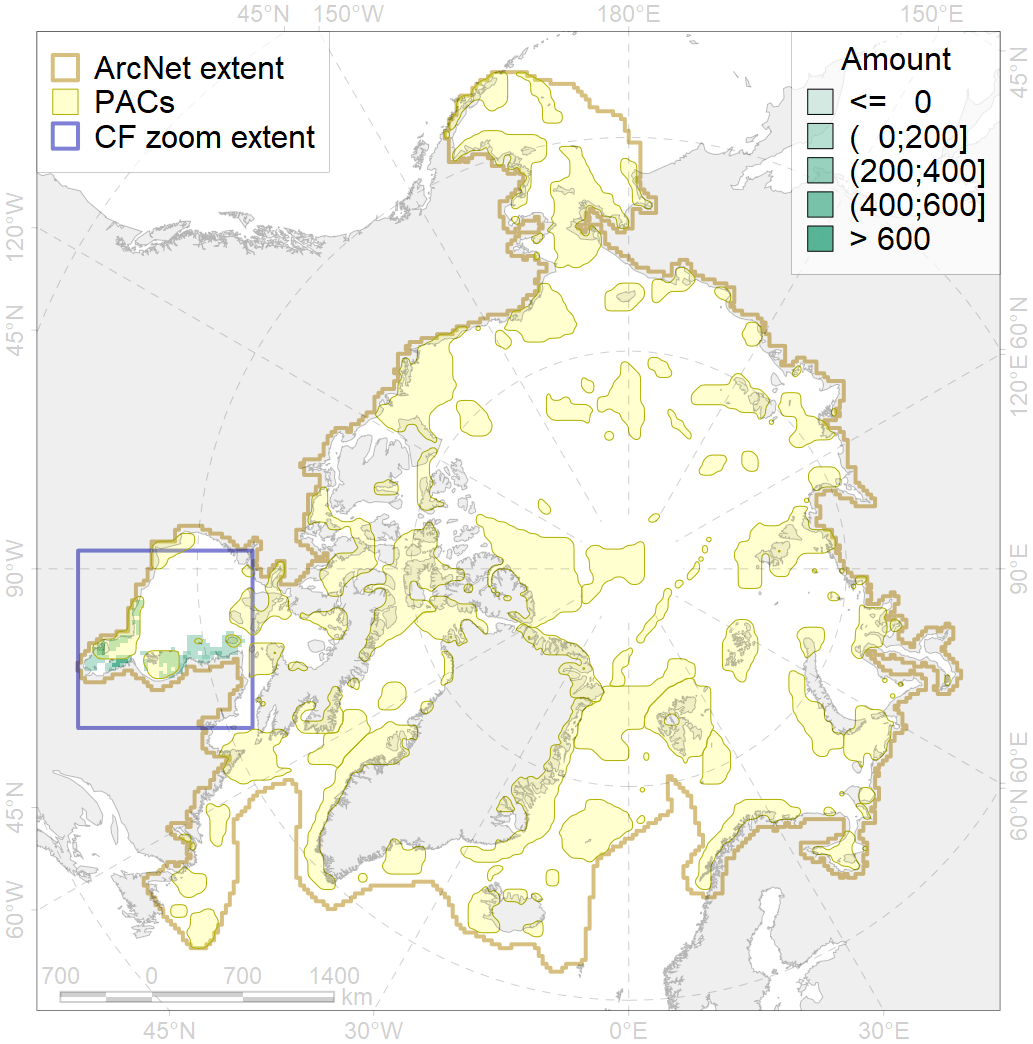 45°N 150°W 180°E 150°E
ArcNet extent
PACs
CF zoom extent
Amount
<= 0
( 0;200]
(200;400]
(400;600]
> 600
45°N
120°W
45°N
60°N
120°E
90°W
90°E
60°E
45°N
60°N
60°W
700 0 700 1400
km
45°N 30°W 0°E 30°E